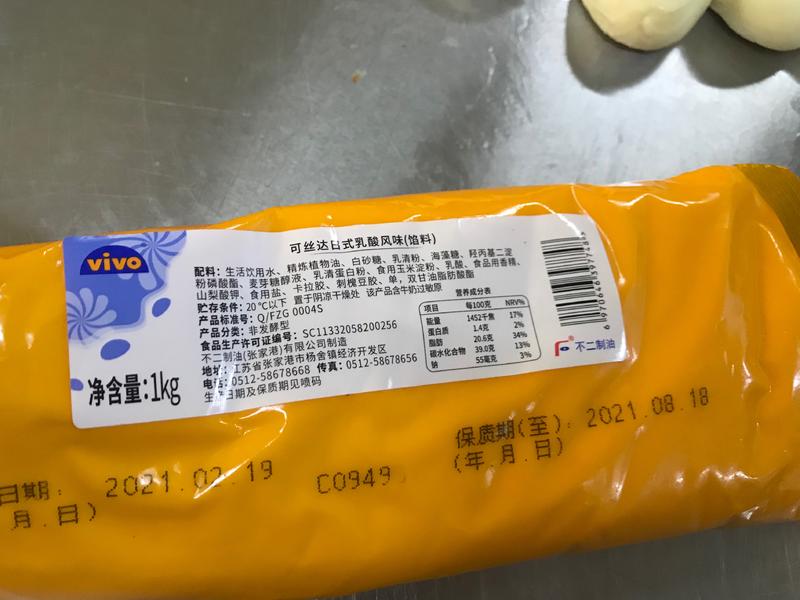 vivo
可丝达日式乳酸风味(馅料)
配料：生活饮用水、精炼植物油、白砂糖、乳清粉、海藻糖、羟丙基二淀
粉磷酸酯、麦芽糖醇液、乳清蛋白粉、食用玉米淀粉、乳酸、食品用香精、
山梨酸钾、食用盐、卡拉胶、刺槐豆胶、单，双甘油脂肪酸酯
贮存条件：20℃以下 置于阴凉干燥处 该产品含牛奶过敏原
产品标准号：Q/FZG 0004S
产品分类：非发酵型
食品生产许可证编号：SC11332058200256
不二制油(张家港)有限公司制造
地址：江苏省张家港市杨舍镇经济开发区
电话：0512-58678668 传真：0512-58678656
生产日期及保质期见喷码
净含量:1kg
营养成分表
项目 每100克 NRV%
能量 1452千焦 17%
蛋白质 1.4克 2%
脂肪 20.6克 34%
碳水化合物 39.0克 13%
钠 55毫克 3%
不二制油
日期： 2021.02.19 C0949 保质期(至)： 2021.08.18
月.日) (年.月.日)